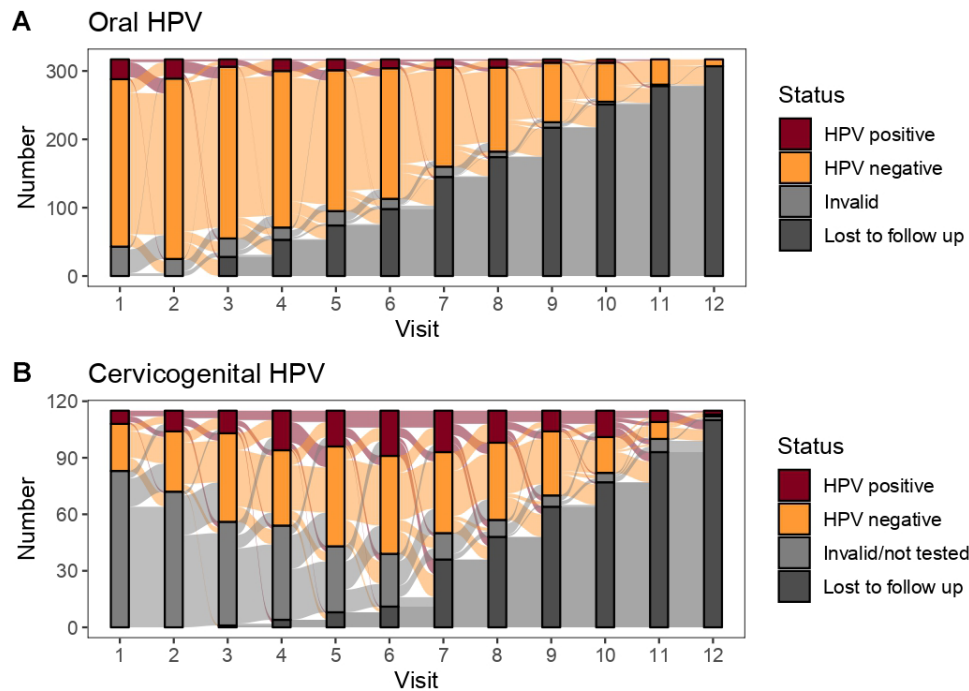 A
Oral HPV
300
200
100
0
Number
1 2 3 4 5 6 7 8 9 10 11 12
Visit
Status
HPV positive
HPV negative
Invalid
Lost to follow up
B
Cervicogenital HPV
120
90
60
30
0
Number
1 2 3 4 5 6 7 8 9 10 11 12
Visit
Status
HPV positive
HPV negative
Invalid/not tested
Lost to follow up